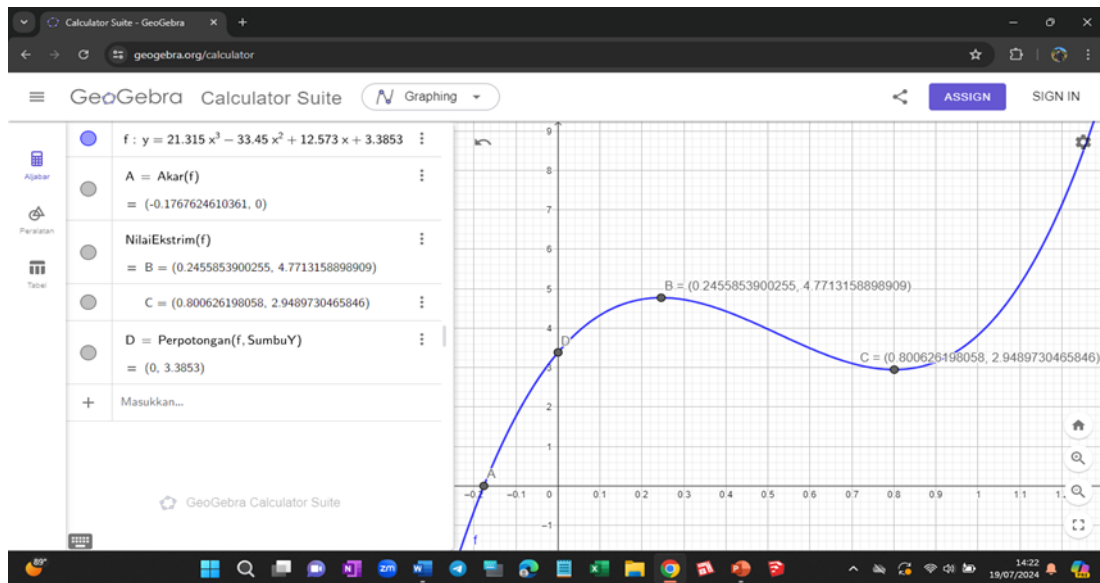 Calculator Suite - GeoGebra
geogebra.org/calculator
GeoGebra Calculator Suite
Graphing
ASSIGN
SIGN IN
Aljabar
Peralatan
Tabel
f : y = 21.315 x³ − 33.45 x² + 12.573 x + 3.3853
A = Akar(f)
= (-0.1767624610361, 0)
NilaiEkstrim(f)
= B = (0.2455853900255, 4.7713158898909)
C = (0.800626198058, 2.9489730465846)
D = Perpotongan(f, SumbuY)
= (0, 3.3853)
Masukkan...
GeoGebra Calculator Suite
9
8
7
6
5
4
3
2
1
−1
−0.2 −0.1 0 0.1 0.2 0.3 0.4 0.5 0.6 0.7 0.8 0.9 1 1.1
B = (0.2455853900255, 4.7713158898909)
C = (0.800626198058, 2.9489730465846)
D
A
f
89°
zm
14:22
19/07/2024